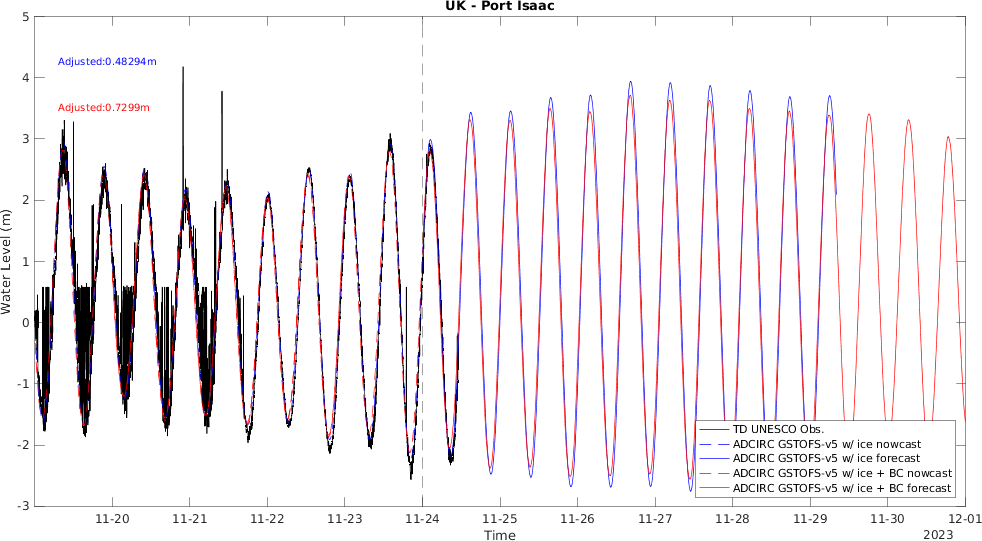 UK - Port Isaac
5
4
3
2
1
0
-1
-2
-3
Water Level (m)
Adjusted:0.48294m
Adjusted:0.7299m
TD UNESCO Obs.
ADCIRC GSTOFS-v5 w/ ice nowcast
ADCIRC GSTOFS-v5 w/ ice forecast
ADCIRC GSTOFS-v5 w/ ice + BC nowcast
ADCIRC GSTOFS-v5 w/ ice + BC forecast
11-20 11-21 11-22 11-23 11-24 11-25 11-26 11-27 11-28 11-29 11-30 12-01
Time
2023